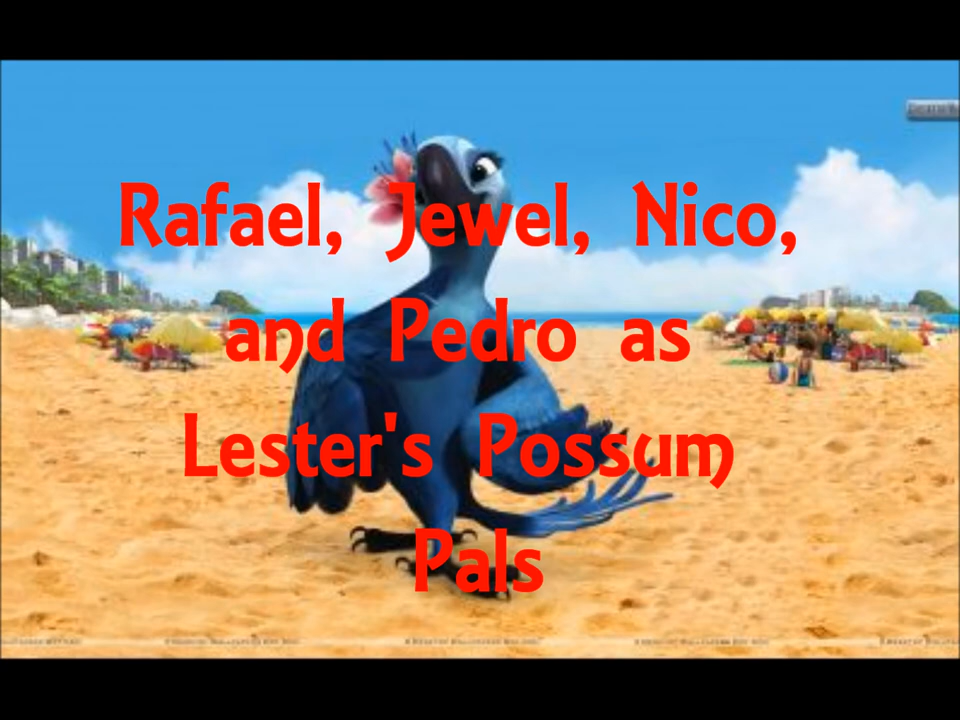 Rafael, Jewel, Nico,
and Pedro as
Lester's Possum
Pals